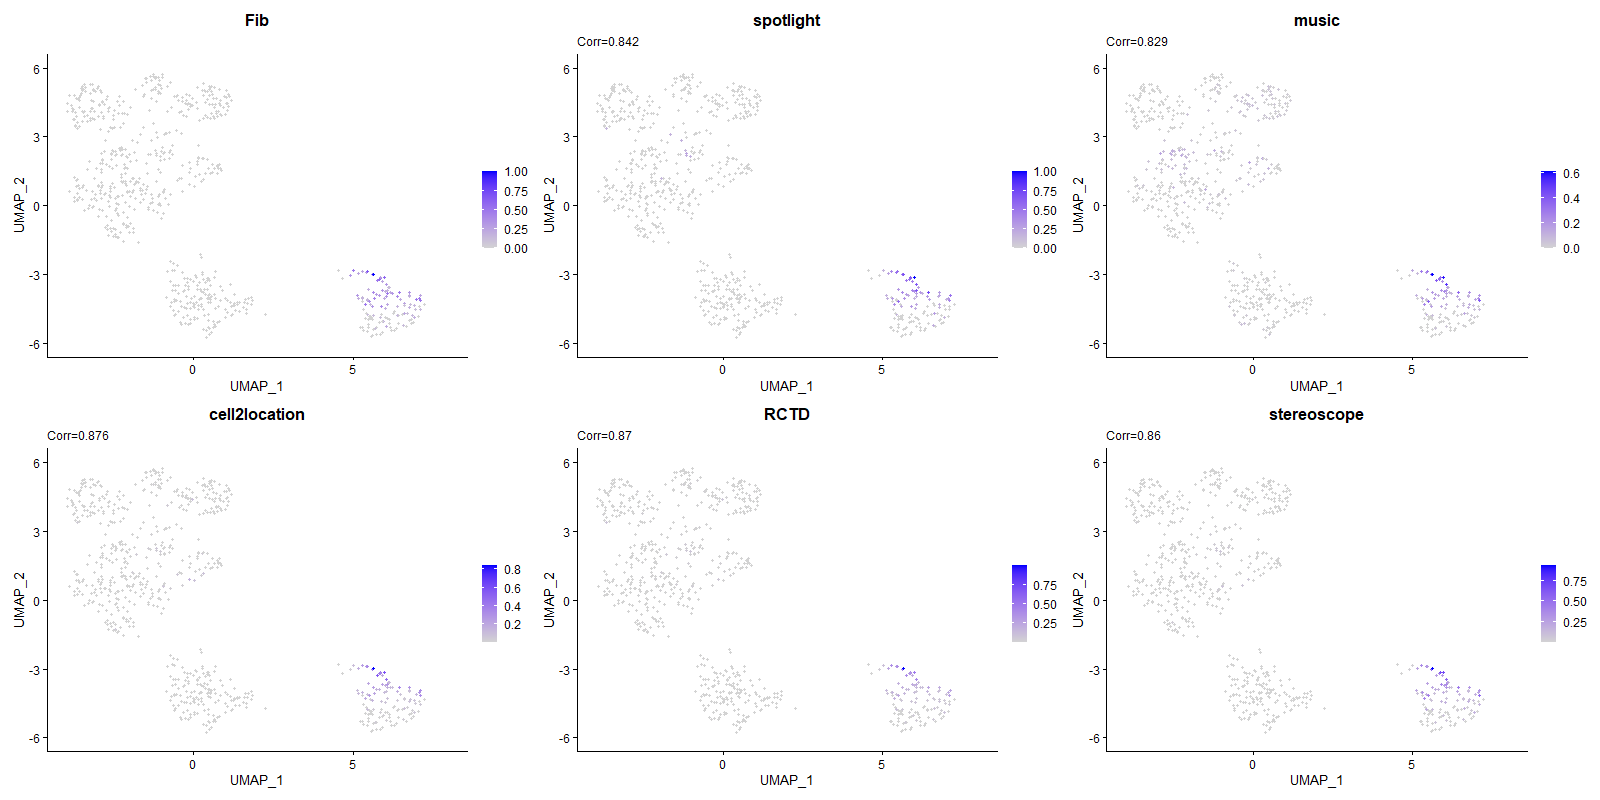 Fib
6
3
0
-3
-6
0
5
UMAP_1
UMAP_2
1.00
0.75
0.50
0.25
0.00
spotlight
Corr=0.842
6
3
0
-3
-6
0
5
UMAP_1
UMAP_2
1.00
0.75
0.50
0.25
0.00
music
Corr=0.829
6
3
0
-3
-6
0
5
UMAP_1
UMAP_2
0.6
0.4
0.2
0.0
cell2location
Corr=0.876
6
3
0
-3
-6
0
5
UMAP_1
UMAP_2
0.8
0.6
0.4
0.2
RCTD
Corr=0.87
6
3
0
-3
-6
0
5
UMAP_1
UMAP_2
0.75
0.50
0.25
stereoscope
Corr=0.86
6
3
0
-3
-6
0
5
UMAP_1
UMAP_2
0.75
0.50
0.25